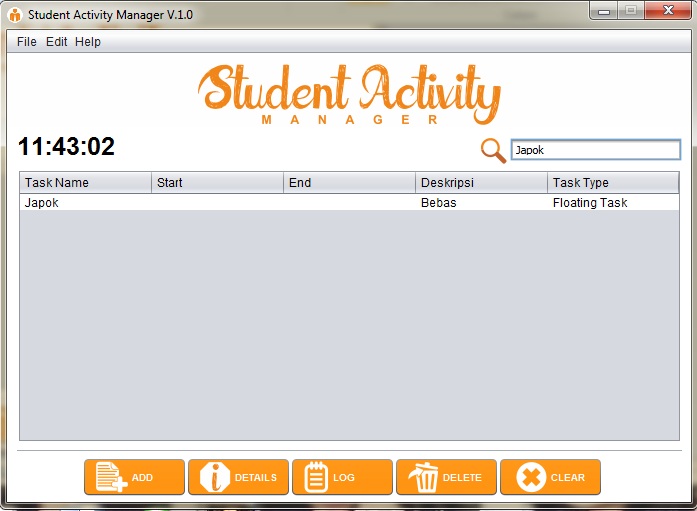 Student Activity Manager V.1.0
File Edit Help
Student Activity
MANAGER
11:43:02
Japok
Task Name Start End Deskripsi Task Type
Japok Bebas Floating Task
ADD DETAILS LOG DELETE CLEAR